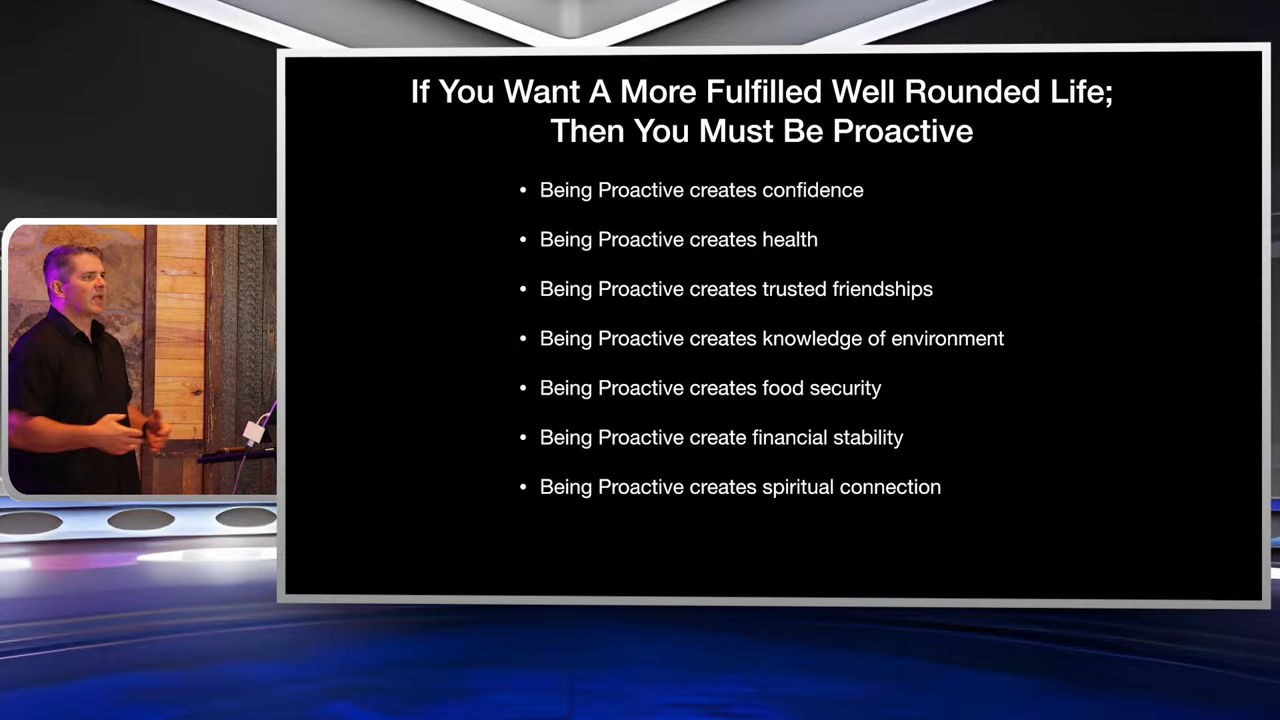 If You Want A More Fulfilled Well Rounded Life;
Then You Must Be Proactive
• Being Proactive creates confidence
• Being Proactive creates health
• Being Proactive creates trusted friendships
• Being Proactive creates knowledge of environment
• Being Proactive creates food security
• Being Proactive create financial stability
• Being Proactive creates spiritual connection